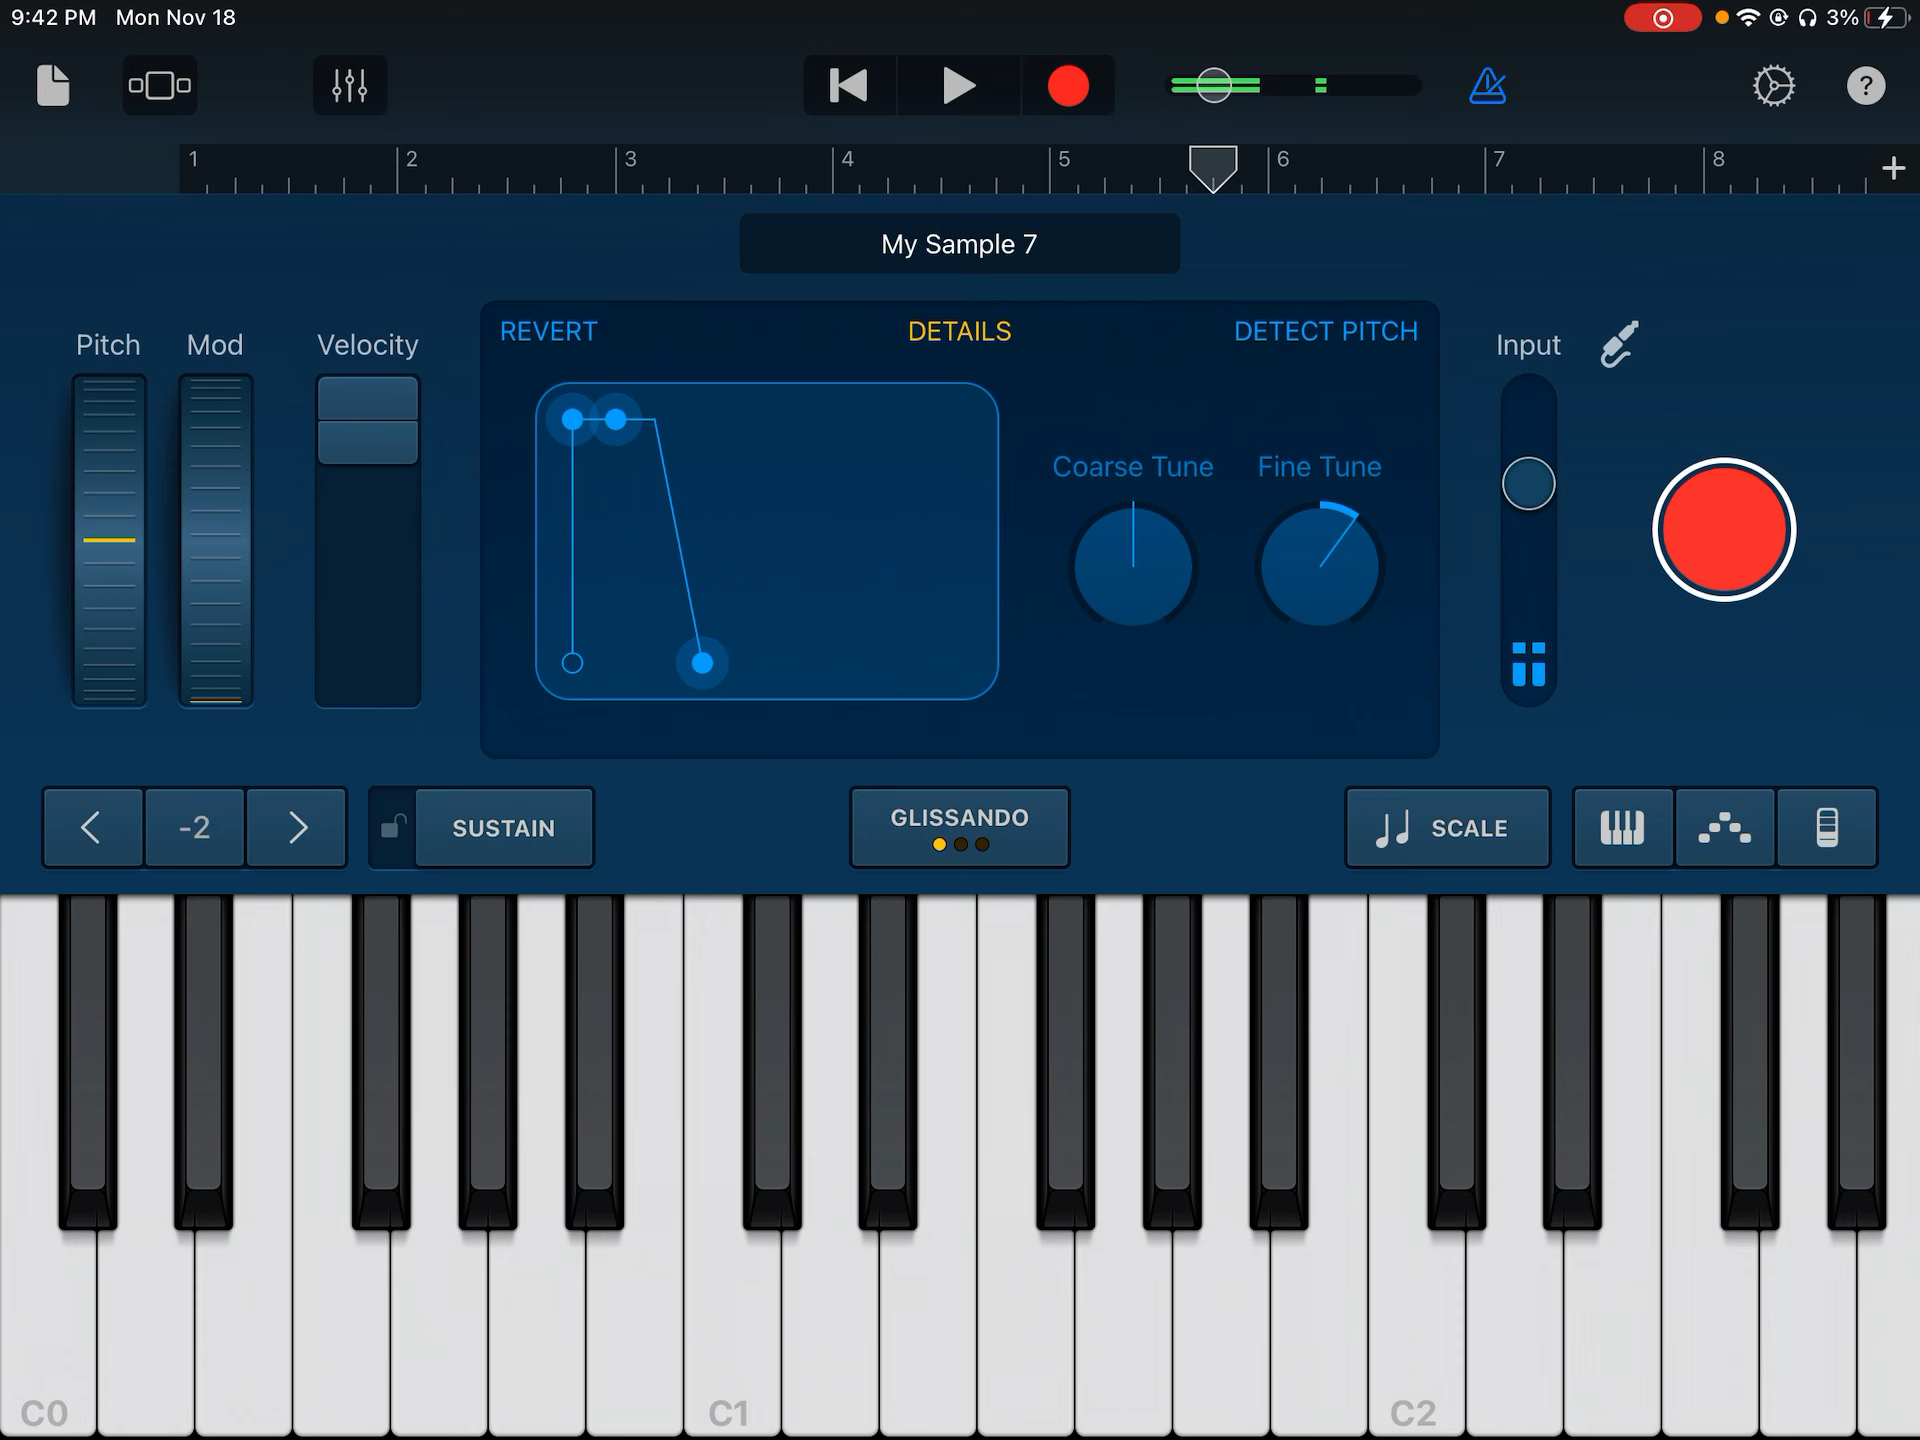 9:42 PM Mon Nov 18
3%
?
1 2 3 4 5 6 7 8
My Sample 7
Pitch Mod Velocity
REVERT DETAILS DETECT PITCH
Input
Coarse Tune Fine Tune
-2 SUSTAIN GLISSANDO SCALE
C0 C1 C2